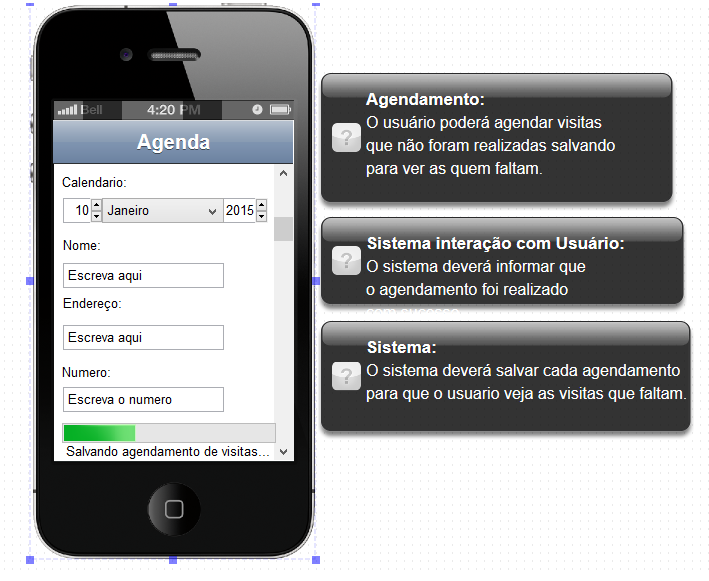 Bell 4:20 PM
Agenda
Calendario:
10 Janeiro 2015
Nome:
Escreva aqui
Endereço:
Escreva aqui
Numero:
Escreva o numero
Salvando agendamento de visitas...
? Agendamento:
O usuário poderá agendar visitas
que não foram realizadas salvando
para ver as quem faltam.
? Sistema interação com Usuário:
O sistema deverá informar que
o agendamento foi realizado
com sucesso
? Sistema:
O sistema deverá salvar cada agendamento
para que o usuario veja as visitas que faltam.